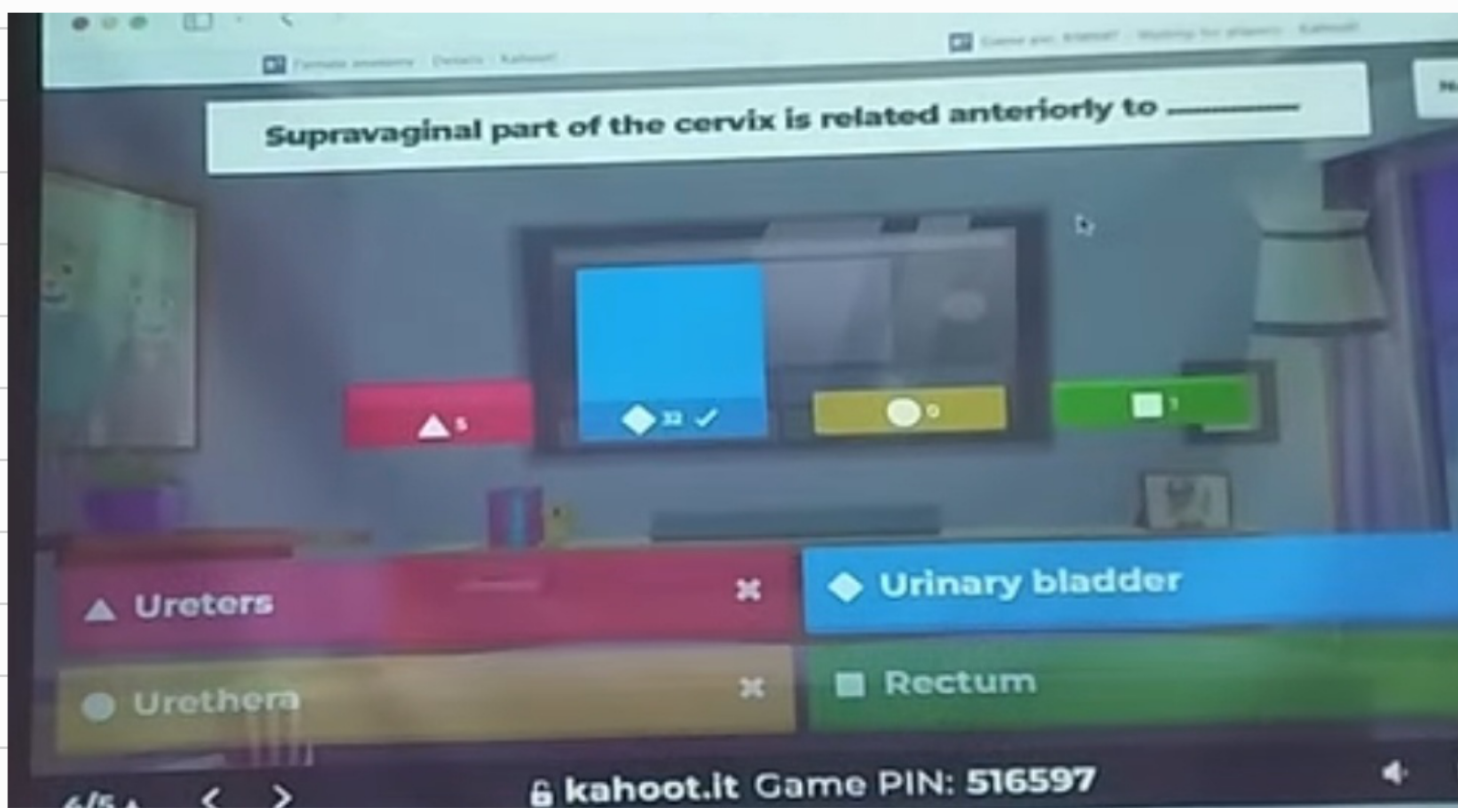 Supravaginal part of the cervix is related anteriorly to ________
5
32
0
1
Ureters
Urinary bladder
Urethera
Rectum
kahoot.it Game PIN: 516597